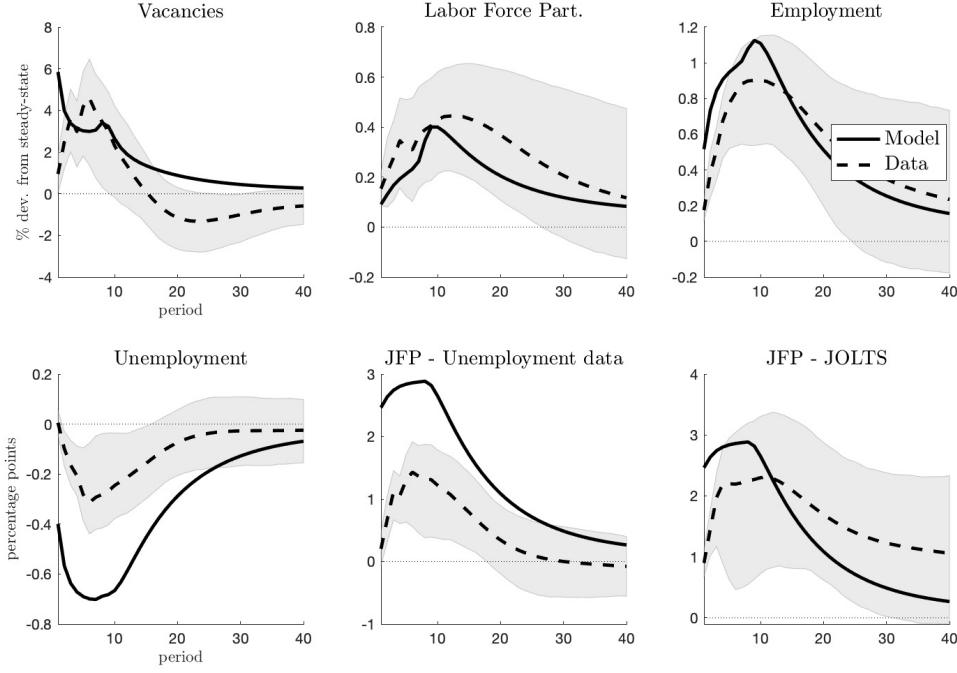 Vacancies
Labor Force Part.
Employment
% dev. from steady-state
8
6
4
2
0
-2
-4
10 20 30 40
period
0.8
0.6
0.4
0.2
0
-0.2
10 20 30 40
1.2
1
0.8
0.6
0.4
0.2
0
-0.2
10 20 30 40
Model
Data
Unemployment
JFP - Unemployment data
JFP - JOLTS
percentage points
0.2
0
-0.2
-0.4
-0.6
-0.8
10 20 30 40
period
3
2
1
0
-1
10 20 30 40
4
3
2
1
0
10 20 30 40